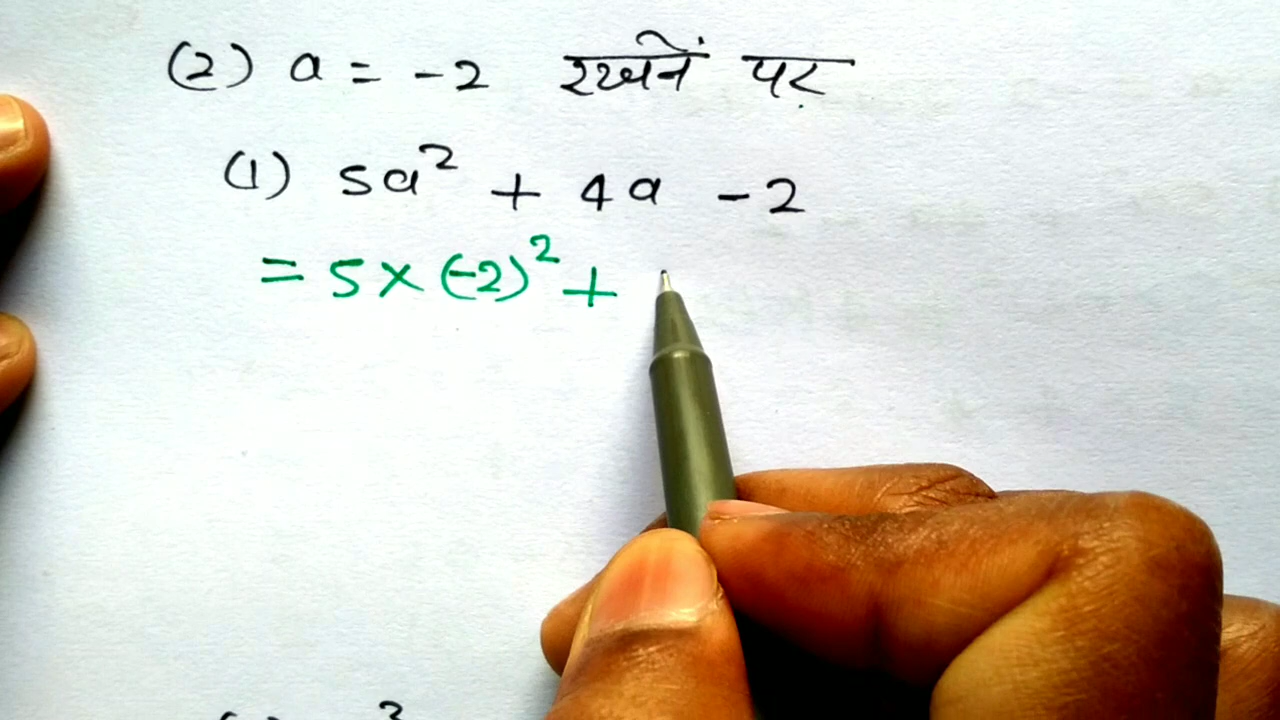 (2) a = -2 रखनें पर
(1) 5a² + 4a - 2
= 5 × (-2)² +